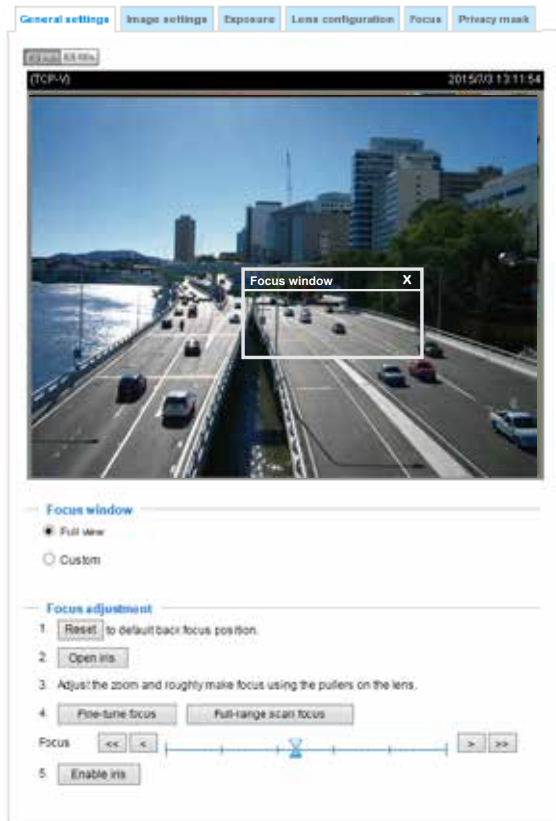 General settings Image settings Exposure Lens configuration Focus Privacy mask
(TCP-V) 2015/7/3 13:11:54
Focus window X
Focus window
Full view
Custom
Focus adjustment
1. Reset to default back focus position.
2. Open iris
3. Adjust the zoom and roughly make focus using the pullers on the lens.
4. Fine-tune focus Full-range scan focus
Focus << < > >>
5. Enable iris